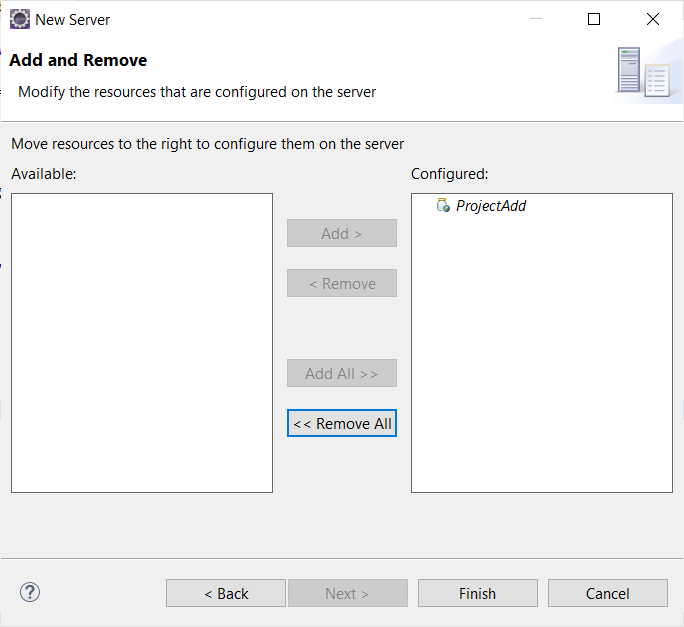 New Server
Add and Remove
Modify the resources that are configured on the server
Move resources to the right to configure them on the server
Available:
Configured:
ProjectAdd
Add >
< Remove
Add All >>
<< Remove All
?
< Back
Next >
Finish
Cancel